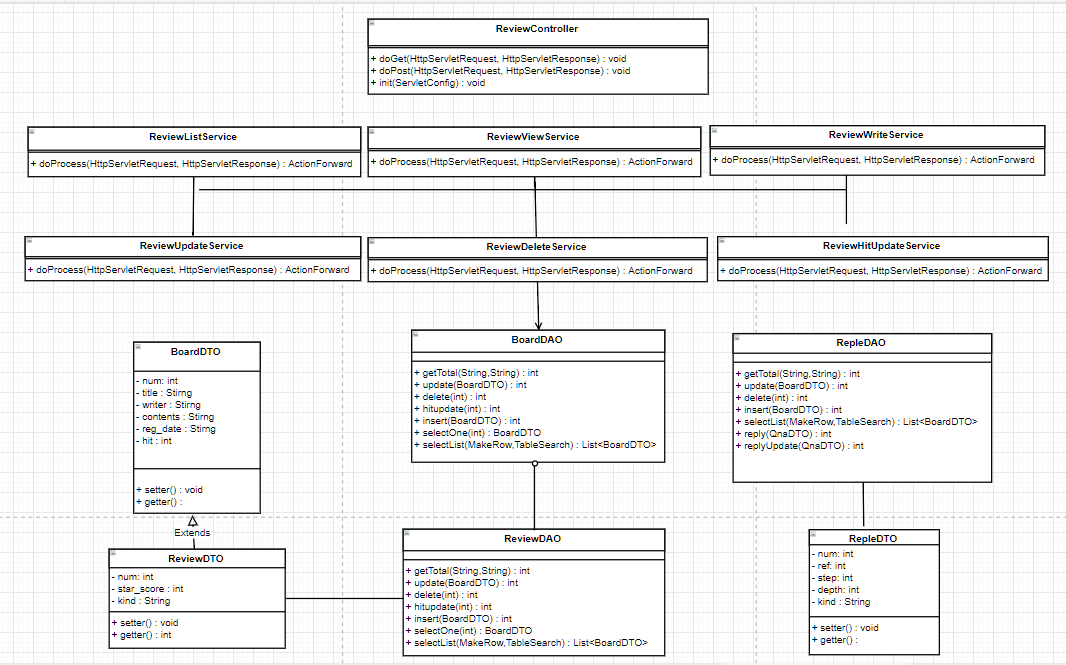 ReviewController
+ doGet(HttpServletRequest, HttpServletResponse) : void
+ doPost(HttpServletRequest, HttpServletResponse) : void
+ init(ServletConfig) : void
ReviewListService
+ doProcess(HttpServletRequest, HttpServletResponse) : ActionForward
ReviewViewService
+ doProcess(HttpServletRequest, HttpServletResponse) : ActionForward
ReviewWriteService
+ doProcess(HttpServletRequest, HttpServletResponse) : ActionForward
ReviewUpdateService
+ doProcess(HttpServletRequest, HttpServletResponse) : ActionForward
ReviewDeleteService
+ doProcess(HttpServletRequest, HttpServletResponse) : ActionForward
ReviewHitUpdateService
+ doProcess(HttpServletRequest, HttpServletResponse) : ActionForward
BoardDTO
- num: int
- title : Stirng
- writer : Stirng
- contents : Stirng
- reg_date : Stirng
- hit : int
+ setter() : void
+ getter() :
BoardDAO
+ getTotal(String,String) : int
+ update(BoardDTO) : int
+ delete(int) : int
+ hitupdate(int) : int
+ insert(BoardDTO) : int
+ selectOne(int) : BoardDTO
+ selectList(MakeRow,TableSearch) : List<BoardDTO>
RepleDAO
+ getTotal(String,String) : int
+ update(BoardDTO) : int
+ delete(int) : int
+ insert(BoardDTO) : int
+ selectList(MakeRow,TableSearch) : List<BoardDTO>
+ reply(QnaDTO) : int
+ replyUpdate(QnaDTO) : int
Extends
ReviewDTO
- num: int
- star_score : int
- kind : String
+ setter() : void
+ getter() : int
ReviewDAO
+ getTotal(String,String) : int
+ update(BoardDTO) : int
+ delete(int) : int
+ hitupdate(int) : int
+ insert(BoardDTO) : int
+ selectOne(int) : BoardDTO
+ selectList(MakeRow,TableSearch) : List<BoardDTO>
RepleDTO
- num: int
- ref: int
- step: int
- depth: int
- kind : String
+ setter() : void
+ getter() :